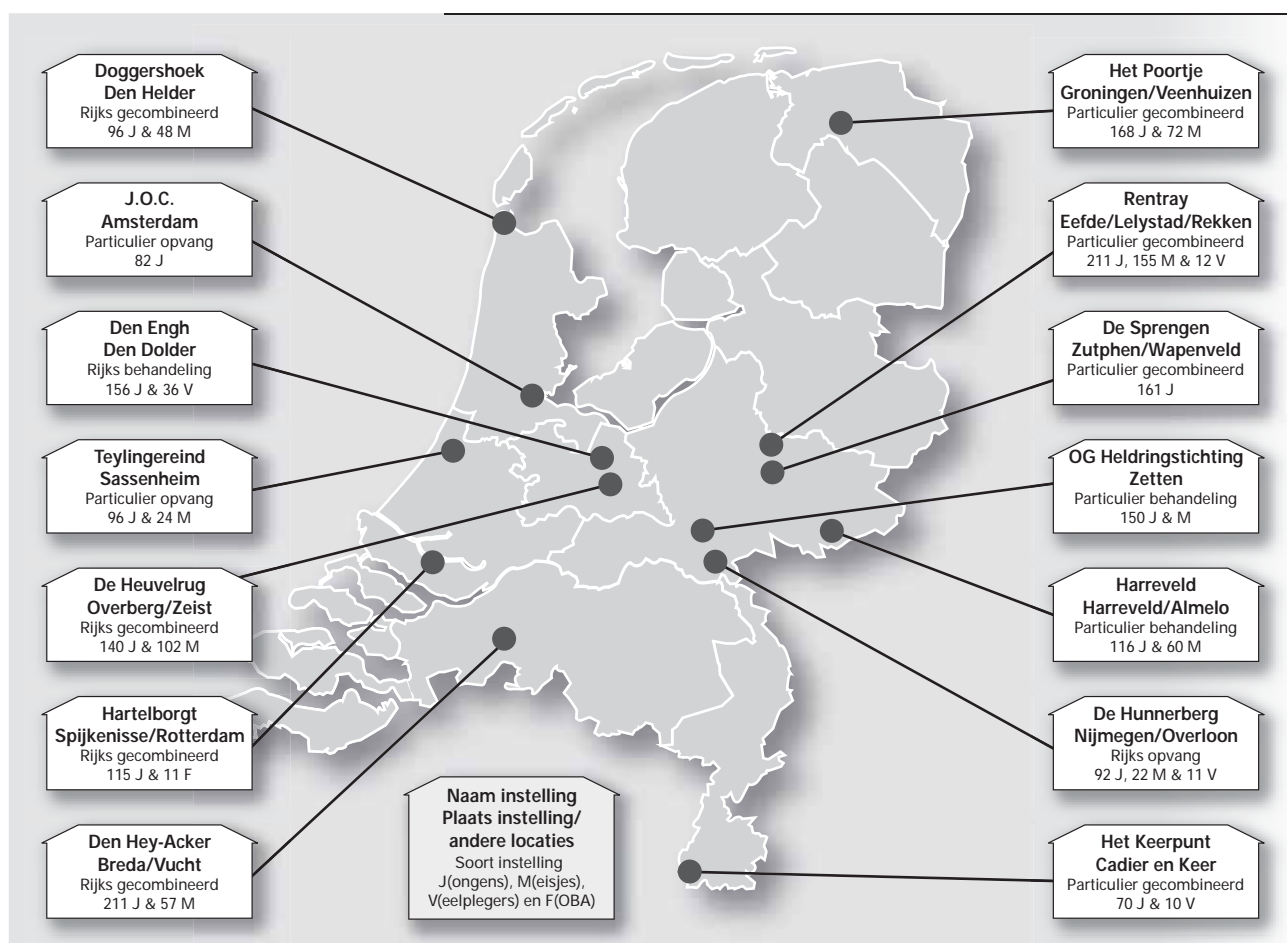 Doggershoek
Den Helder
Rijks gecombineerd
96 J & 48 M
J.O.C.
Amsterdam
Particulier opvang
82 J
Den Engh
Den Dolder
Rijks behandeling
156 J & 36 V
Teylingereind
Sassenheim
Particulier opvang
96 J & 24 M
De Heuvelrug
Overberg/Zeist
Rijks gecombineerd
140 J & 102 M
Hartelborgt
Spijkenisse/Rotterdam
Rijks gecombineerd
115 J & 11 F
Den Hey-Acker
Breda/Vucht
Rijks gecombineerd
211 J & 57 M
Naam instelling
Plaats instelling/
andere locaties
Soort instelling
J(ongens), M(eisjes),
V(eelplegers) en F(OBA)
Het Poortje
Groningen/Veenhuizen
Particulier gecombineerd
168 J & 72 M
Rentray
Eefde/Lelystad/Rekken
Particulier gecombineerd
211 J, 155 M & 12 V
De Sprengen
Zutphen/Wapenveld
Particulier gecombineerd
161 J
OG Heldringstichting
Zetten
Particulier behandeling
150 J & M
Harreveld
Harreveld/Almelo
Particulier behandeling
116 J & 60 M
De Hunnerberg
Nijmegen/Overloon
Rijks opvang
92 J, 22 M & 11 V
Het Keerpunt
Cadier en Keer
Particulier gecombineerd
70 J & 10 V